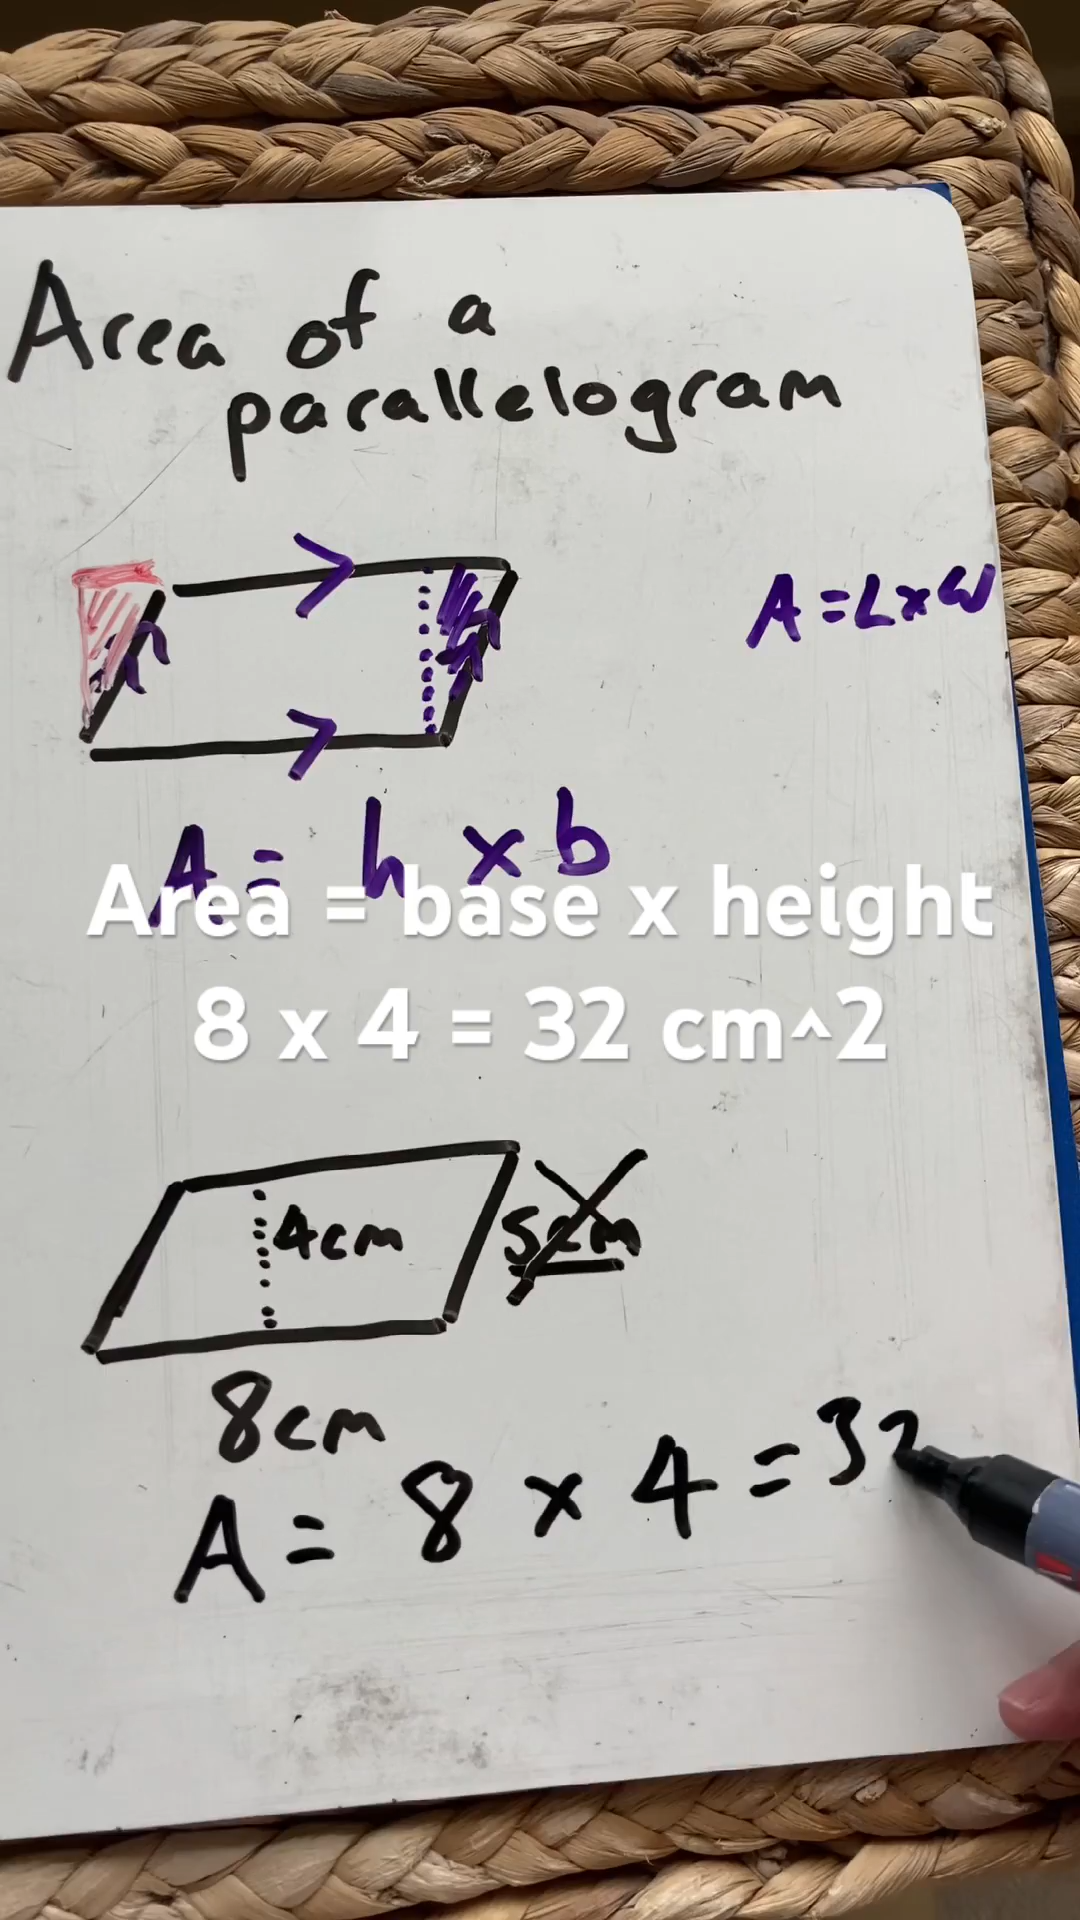 Area of a
parallelogram
A = L x W
A = h x b
Area = base x height
8 x 4 = 32 cm^2
4cm
5cm
8cm
A = 8 x 4 = 32